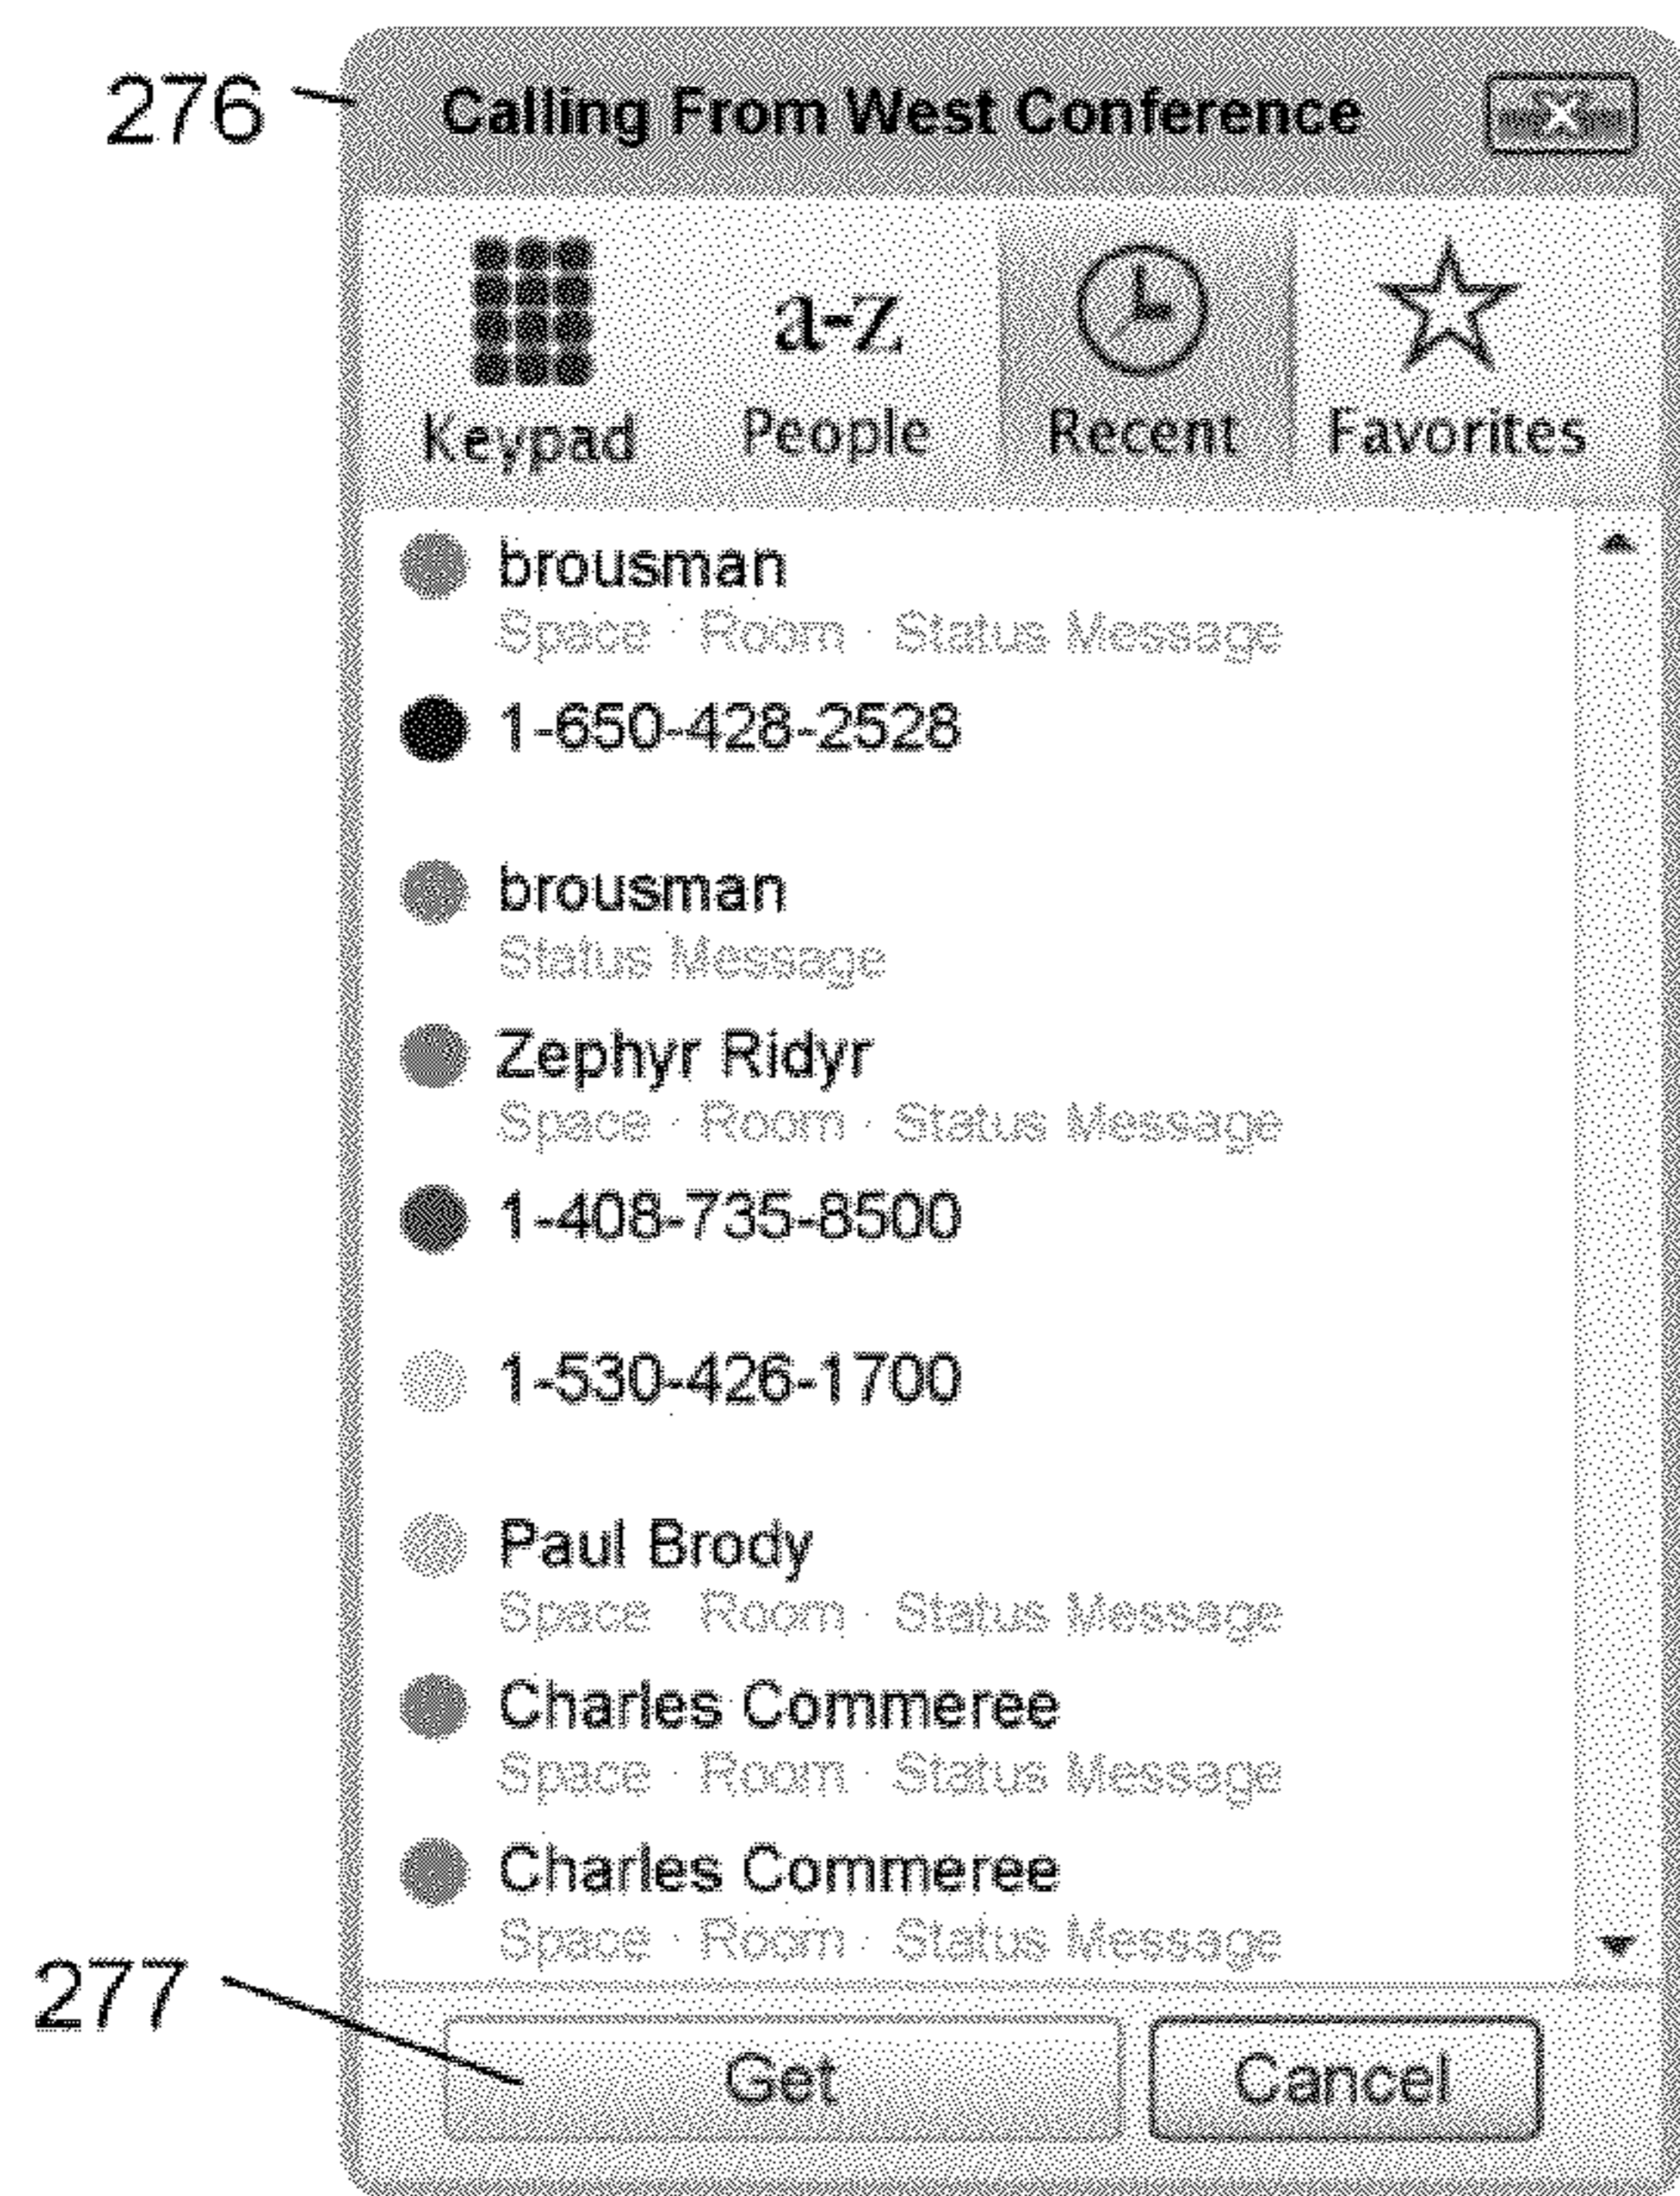 276
Calling From West Conference
X
a-z
Keypad People Recent Favorites
brousman
Space · Room · Status Message
1-650-428-2528
brousman
Status Message
Zephyr Ridyr
Space · Room · Status Message
1-408-735-8500
1-530-426-1700
Paul Brody
Space Room · Status Message
Charles Commeree
Space · Room · Status Message
Charles Commeree
Space · Room · Status Message
277
Get Cancel